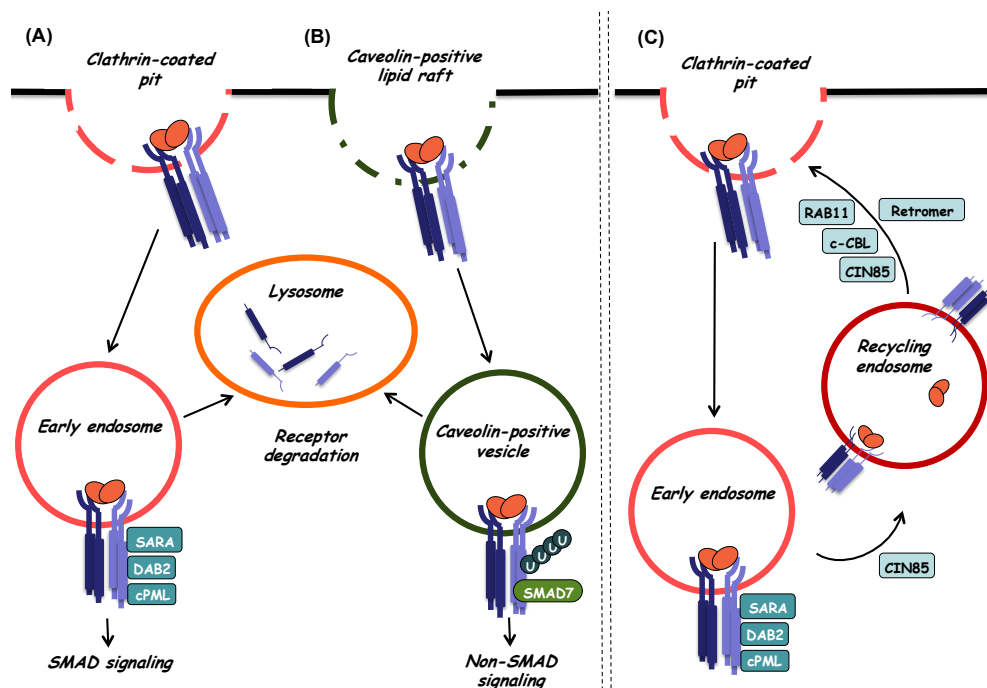 (A)
Clathrin-coated
pit
(B)
Caveolin-positive
lipid raft
Lysosome
Early endosome
Receptor
degradation
Caveolin-positive
vesicle
SARA
DAB2
cPML
U U C U
SMAD7
SMAD signaling
Non-SMAD
signaling
(C)
Clathrin-coated
pit
RAB11
Retromer
c-CBL
CIN85
Recycling
endosome
Early endosome
CIN85
SARA
DAB2
cPML